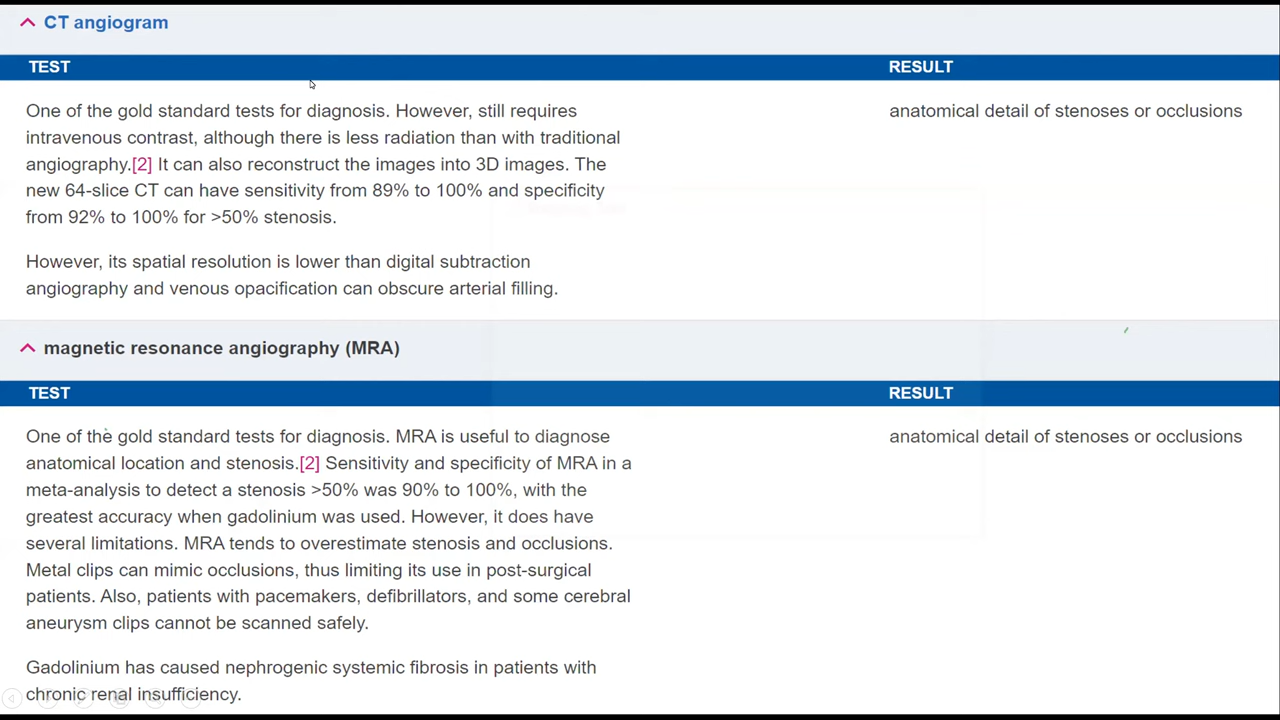 CT angiogram
TEST RESULT
One of the gold standard tests for diagnosis. However, still requires anatomical detail of stenoses or occlusions
intravenous contrast, although there is less radiation than with traditional
angiography.[2] It can also reconstruct the images into 3D images. The
new 64-slice CT can have sensitivity from 89% to 100% and specificity
from 92% to 100% for >50% stenosis.
However, its spatial resolution is lower than digital subtraction
angiography and venous opacification can obscure arterial filling.
magnetic resonance angiography (MRA)
TEST RESULT
One of the gold standard tests for diagnosis. MRA is useful to diagnose anatomical detail of stenoses or occlusions
anatomical location and stenosis.[2] Sensitivity and specificity of MRA in a
meta-analysis to detect a stenosis >50% was 90% to 100%, with the
greatest accuracy when gadolinium was used. However, it does have
several limitations. MRA tends to overestimate stenosis and occlusions.
Metal clips can mimic occlusions, thus limiting its use in post-surgical
patients. Also, patients with pacemakers, defibrillators, and some cerebral
aneurysm clips cannot be scanned safely.
Gadolinium has caused nephrogenic systemic fibrosis in patients with
chronic renal insufficiency.